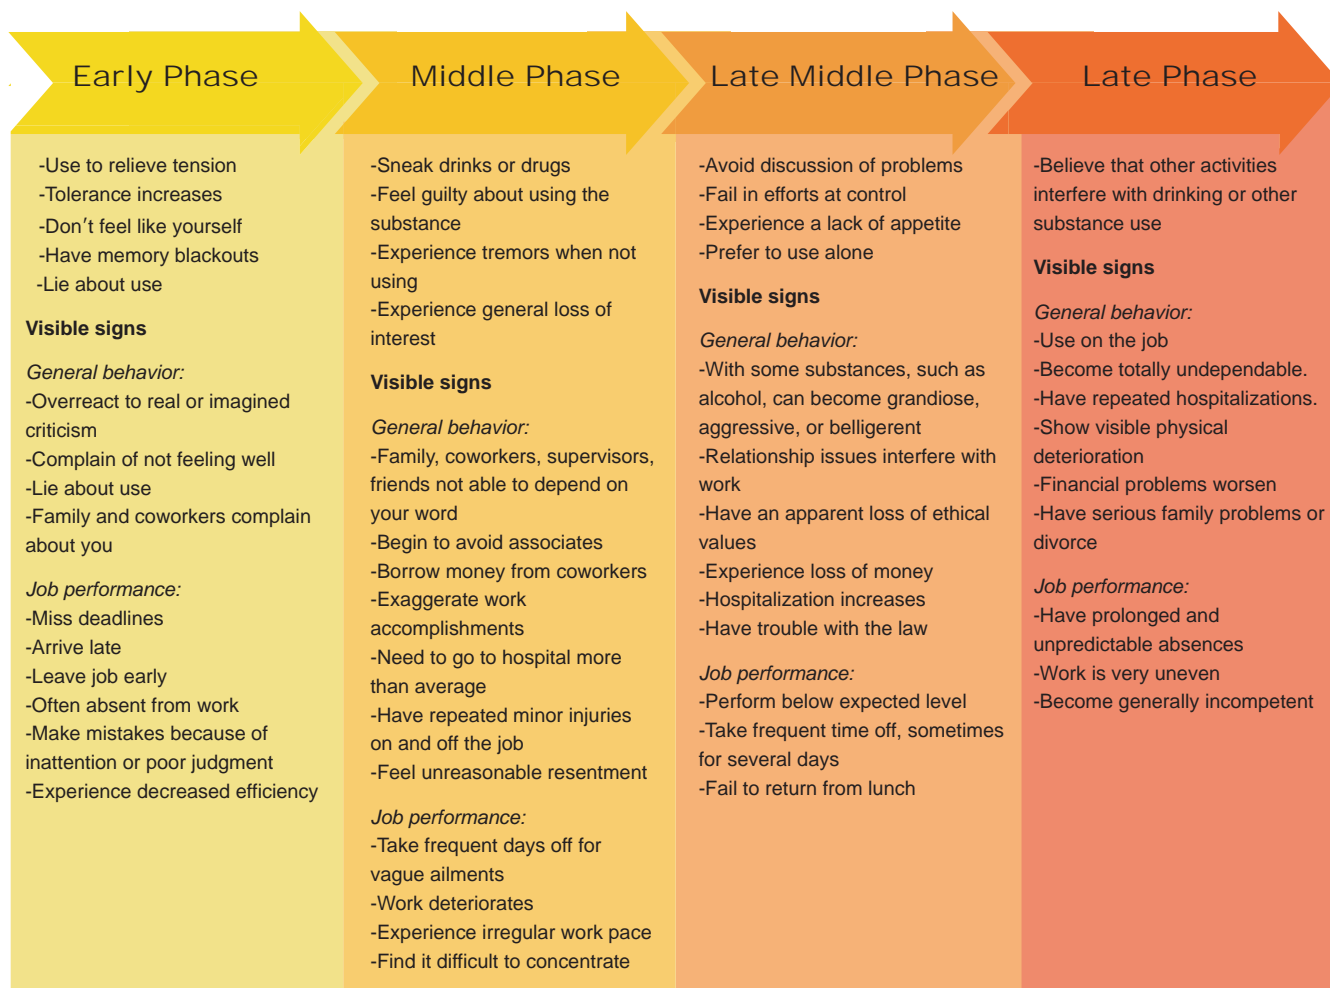 Early Phase
-Use to relieve tension
-Tolerance increases
-Don't feel like yourself
-Have memory blackouts
-Lie about use
Visible signs
General behavior:
-Overreact to real or imagined
criticism
-Complain of not feeling well
-Lie about use
-Family and coworkers complain
about you
Job performance:
-Miss deadlines
-Arrive late
-Leave job early
-Often absent from work
-Make mistakes because of
inattention or poor judgment
-Experience decreased efficiency
Middle Phase
-Sneak drinks or drugs
-Feel guilty about using the
substance
-Experience tremors when not
using
-Experience general loss of
interest
Visible signs
General behavior:
-Family, coworkers, supervisors,
friends not able to depend on
your word
-Begin to avoid associates
-Borrow money from coworkers
-Exaggerate work
accomplishments
-Need to go to hospital more
than average
-Have repeated minor injuries
on and off the job
-Feel unreasonable resentment
Job performance:
-Take frequent days off for
vague ailments
-Work deteriorates
-Experience irregular work pace
-Find it difficult to concentrate
Late Middle Phase
-Avoid discussion of problems
-Fail in efforts at control
-Experience a lack of appetite
-Prefer to use alone
Visible signs
General behavior:
-With some substances, such as
alcohol, can become grandiose,
aggressive, or belligerent
-Relationship issues interfere with
work
-Have an apparent loss of ethical
values
-Experience loss of money
-Hospitalization increases
-Have trouble with the law
Job performance:
-Perform below expected level
-Take frequent time off, sometimes
for several days
-Fail to return from lunch
Late Phase
-Believe that other activities
interfere with drinking or other
substance use
Visible signs
General behavior:
-Use on the job
-Become totally undependable.
-Have repeated hospitalizations.
-Show visible physical
deterioration
-Financial problems worsen
-Have serious family problems or
divorce
Job performance:
-Have prolonged and
unpredictable absences
-Work is very uneven
-Become generally incompetent